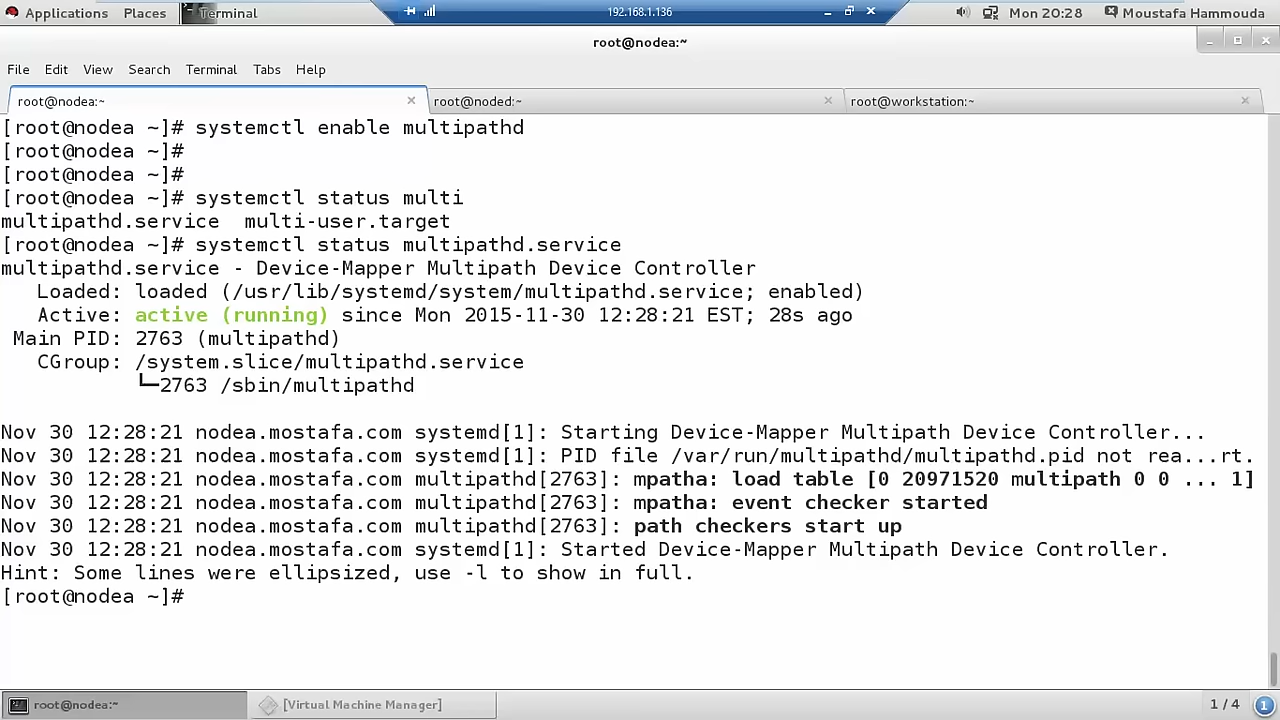 Applications Places Terminal 192.168.1.136 Mon 20:28 Moustafa Hammouda
root@nodea:~
File Edit View Search Terminal Tabs Help
root@nodea:~ root@noded:~ root@workstation:~
[root@nodea ~]# systemctl enable multipathd
[root@nodea ~]#
[root@nodea ~]#
[root@nodea ~]# systemctl status multi
multipathd.service  multi-user.target
[root@nodea ~]# systemctl status multipathd.service
multipathd.service - Device-Mapper Multipath Device Controller
   Loaded: loaded (/usr/lib/systemd/system/multipathd.service; enabled)
   Active: active (running) since Mon 2015-11-30 12:28:21 EST; 28s ago
 Main PID: 2763 (multipathd)
   CGroup: /system.slice/multipathd.service
           └─2763 /sbin/multipathd
Nov 30 12:28:21 nodea.mostafa.com systemd[1]: Starting Device-Mapper Multipath Device Controller...
Nov 30 12:28:21 nodea.mostafa.com systemd[1]: PID file /var/run/multipathd/multipathd.pid not rea...rt.
Nov 30 12:28:21 nodea.mostafa.com multipathd[2763]: mpatha: load table [0 20971520 multipath 0 0 ... 1]
Nov 30 12:28:21 nodea.mostafa.com multipathd[2763]: mpatha: event checker started
Nov 30 12:28:21 nodea.mostafa.com multipathd[2763]: path checkers start up
Nov 30 12:28:21 nodea.mostafa.com systemd[1]: Started Device-Mapper Multipath Device Controller.
Hint: Some lines were ellipsized, use -l to show in full.
[root@nodea ~]#
root@nodea:~ [Virtual Machine Manager] 1 / 4 1